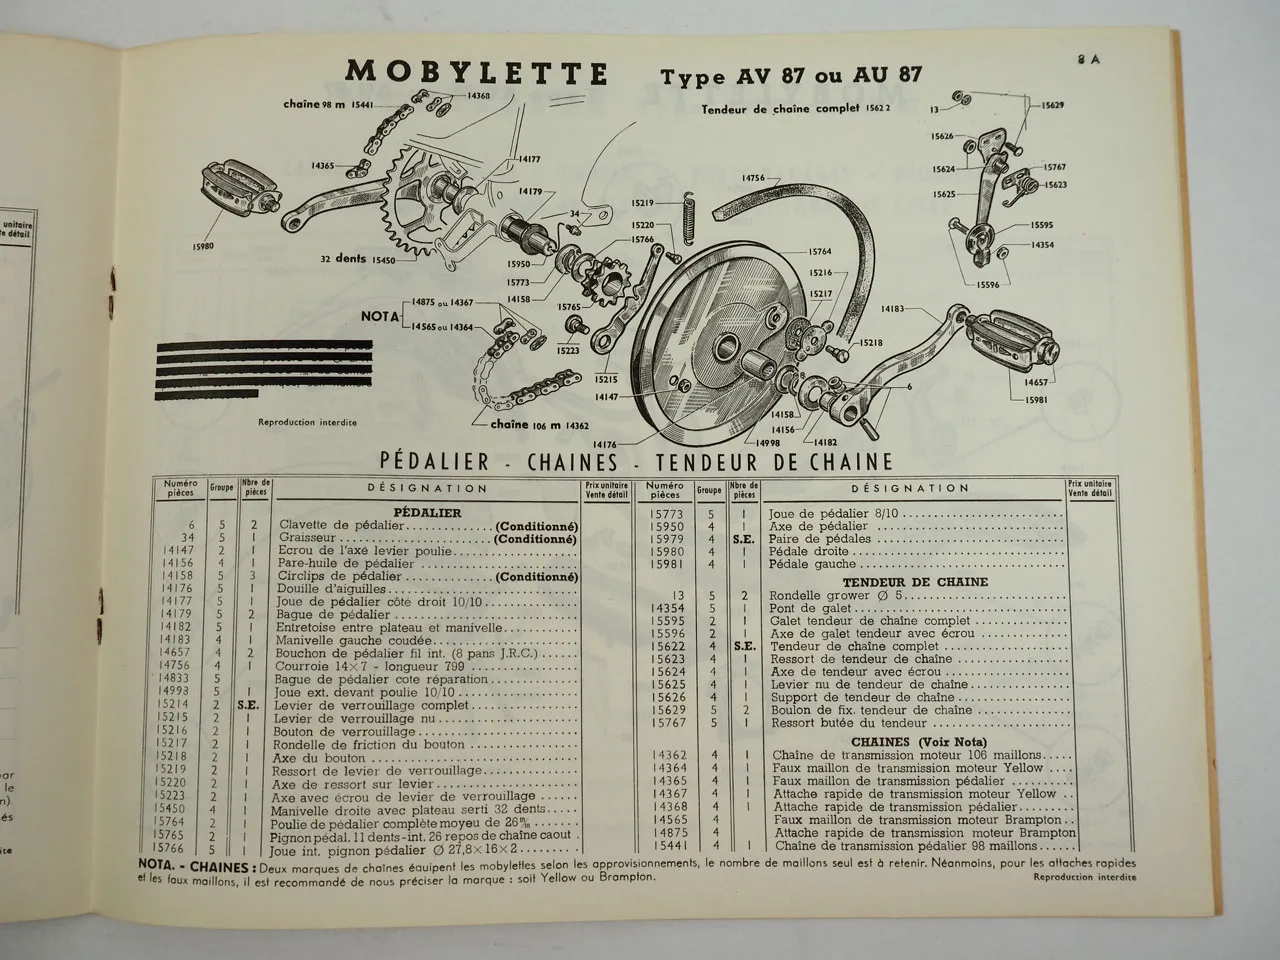 8 A
MOBYLETTE Type AV 87 ou AU 87
chaîne 98 m 15441
14368
Tendeur de chaîne complet 15622
13
15629
14365
14177
14179
34
15980
32 dents 15450
15950
15773
14158
15765
15219
15220
15766
14756
15764
15216
15217
15218
14183
15626
15624
15625
15767
15623
15595
14354
15596
NOTA
14875 ou 14367
14565 ou 14364
15223
15215
14147
14176
14158
14156
14998
14182
6
14657
15981
chaîne 106 m 14362
Reproduction interdite
PÉDALIER - CHAINES - TENDEUR DE CHAINE
Numéro pièces Groupe Nbre de pièces DÉSIGNATION Prix unitaire Vente détail
PÉDALIER
6 5 2 Clavette de pédalier (Conditionné)
34 5 1 Graisseur (Conditionné)
14147 2 1 Ecrou de l'axé levier poulie
14156 4 1 Pare-huile de pédalier
14158 5 3 Circlips de pédalier (Conditionné)
14176 5 1 Douille d'aiguilles
14177 5 1 Joue de pédalier côté droit 10/10
14179 5 2 Bague de pédalier
14182 5 1 Entretoise entre plateau et manivelle
14183 4 1 Manivelle gauche coudée
14657 4 2 Bouchon de pédalier fil int. (8 pans J.R.C.)
14756 4 1 Courroie 14×7 - longueur 799
14833 5 Bague de pédalier cote réparation
14998 5 1 Joue ext. devant poulie 10/10
15214 2 S.E. Levier de verrouillage complet
15215 2 1 Levier de verrouillage nu
15216 2 1 Bouton de verrouillage
15217 2 1 Rondelle de friction du bouton
15218 2 1 Axe du bouton
15219 2 1 Ressort de levier de verrouillage
15220 2 1 Axe de ressort sur levier
15223 2 1 Axe avec écrou de levier de verrouillage
15450 4 1 Manivelle droite avec plateau serti 32 dents
15764 2 1 Poulie de pédalier complète moyeu de 26 m/m
15765 2 1 Pignon pédal. 11 dents-int. 26 repos de chaîne caout.
15766 5 1 Joue int. pignon pédalier Ø 27,8×16×2
Numéro pièces Groupe Nbre de pièces DÉSIGNATION Prix unitaire Vente détail
15773 5 1 Joue de pédalier 8/10
15950 4 1 Axe de pédalier
15979 4 S.E. Paire de pédales
15980 4 1 Pédale droite
15981 4 1 Pédale gauche
TENDEUR DE CHAINE
13 5 2 Rondelle grower Ø 5
14354 5 1 Pont de galet
15595 2 1 Galet tendeur de chaîne complet
15596 2 1 Axe de galet tendeur avec écrou
15622 4 S.E. Tendeur de chaîne complet
15623 4 1 Ressort de tendeur de chaîne
15624 4 1 Axe de tendeur avec écrou
15625 4 1 Levier nu de tendeur de chaîne
15626 4 1 Support de tendeur de chaîne
15629 5 2 Boulon de fix. tendeur de chaîne
15767 5 1 Ressort butée du tendeur
CHAINES (Voir Nota)
14362 4 1 Chaîne de transmission moteur 106 maillons
14364 4 1 Faux maillon de transmission moteur Yellow
14365 4 1 Faux maillon de transmission pédalier
14367 4 1 Attache rapide de transmission moteur Yellow
14368 4 1 Attache rapide de transmission pédalier
14565 4 Faux maillon de transmission moteur Brampton
14875 4 Attache rapide de transmission moteur Brampton
15441 4 1 Chaîne de transmission pédalier 98 maillons
NOTA. - CHAINES : Deux marques de chaînes équipent les mobylettes selon les approvisionnements, le nombre de maillons seul est à retenir. Néanmoins, pour les attaches rapides
et les faux maillons, il est recommandé de nous préciser la marque : soit Yellow ou Brampton.
Reproduction interdite